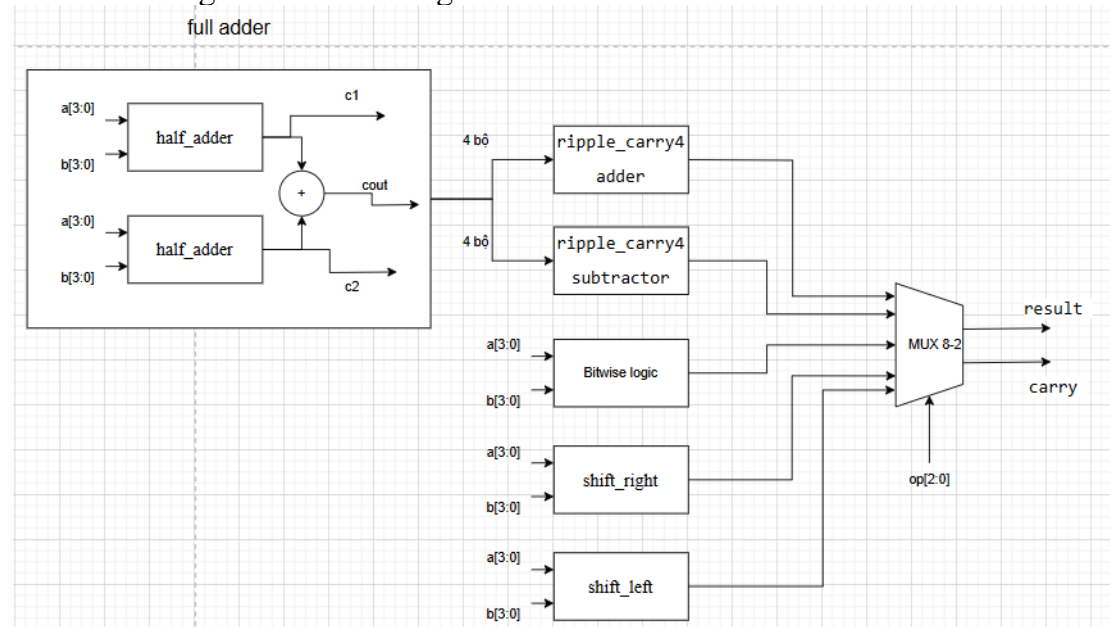 full adder
a[3:0]
half_adder
b[3:0]
c1
+
cout
a[3:0]
half_adder
b[3:0]
c2
4 bộ
ripple_carry4
adder
4 bộ
ripple_carry4
subtractor
a[3:0]
Bitwise logic
b[3:0]
a[3:0]
shift_right
b[3:0]
a[3:0]
shift_left
b[3:0]
MUX 8-2
result
carry
op[2:0]